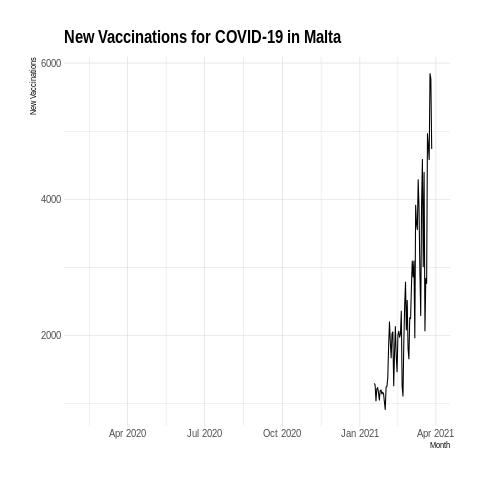 New Vaccinations for COVID-19 in Malta
New Vaccinations
6000
4000
2000
Apr 2020 Jul 2020 Oct 2020 Jan 2021 Apr 2021
Month